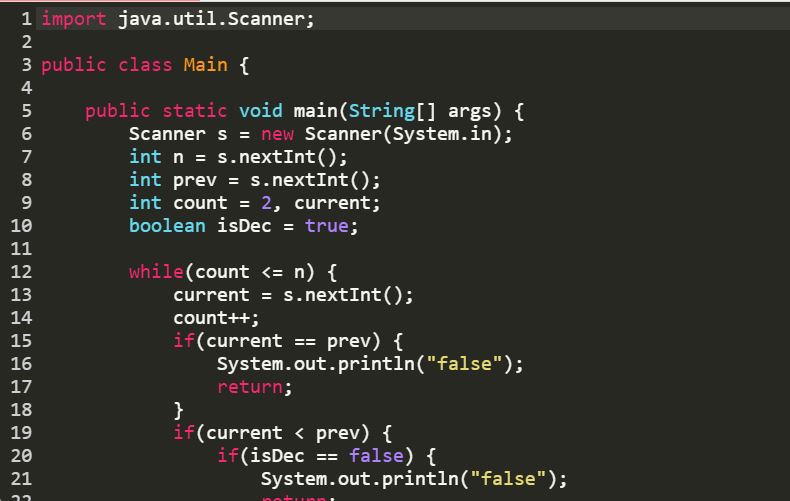 1 import java.util.Scanner;
2
3 public class Main {
4
5     public static void main(String[] args) {
6         Scanner s = new Scanner(System.in);
7         int n = s.nextInt();
8         int prev = s.nextInt();
9         int count = 2, current;
10         boolean isDec = true;
11
12         while(count <= n) {
13             current = s.nextInt();
14             count++;
15             if(current == prev) {
16                 System.out.println("false");
17                 return;
18             }
19             if(current < prev) {
20                 if(isDec == false) {
21                     System.out.println("false");